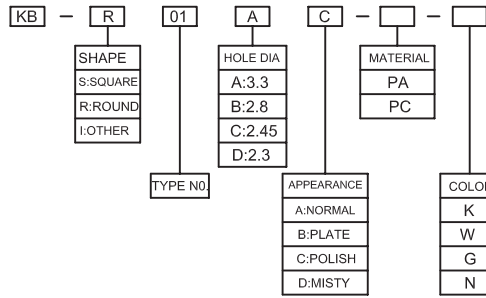 KB - R 01 A C - -
SHAPE HOLE DIA MATERIAL
S:SQUARE A:3.3 PA
R:ROUND B:2.8 PC
I:OTHER C:2.45
D:2.3
TYPE N0. APPEARANCE
A:NORMAL K
B:PLATE W
C:POLISH G
D:MISTY N